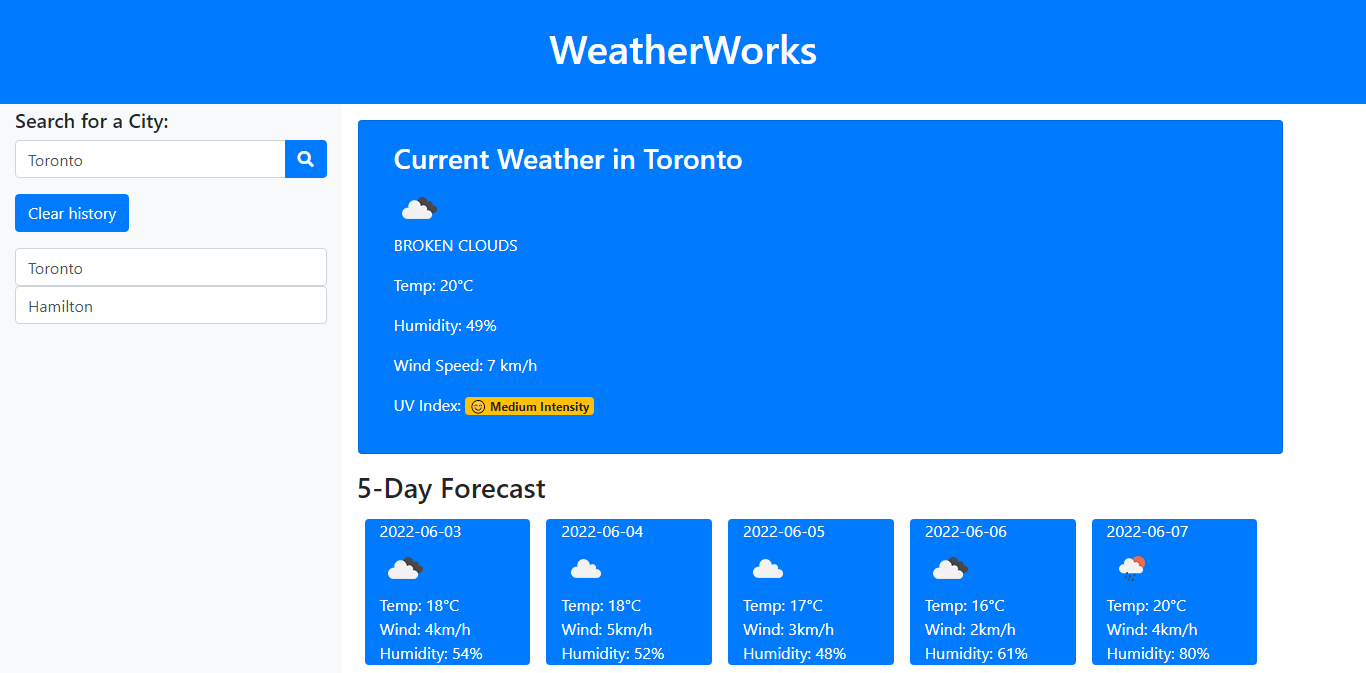 WeatherWorks
Search for a City:
Toronto
Clear history
Toronto
Hamilton
Current Weather in Toronto
BROKEN CLOUDS
Temp: 20°C
Humidity: 49%
Wind Speed: 7 km/h
UV Index: Medium Intensity
5-Day Forecast
2022-06-03
Temp: 18°C
Wind: 4km/h
Humidity: 54%
2022-06-04
Temp: 18°C
Wind: 5km/h
Humidity: 52%
2022-06-05
Temp: 17°C
Wind: 3km/h
Humidity: 48%
2022-06-06
Temp: 16°C
Wind: 2km/h
Humidity: 61%
2022-06-07
Temp: 20°C
Wind: 4km/h
Humidity: 80%